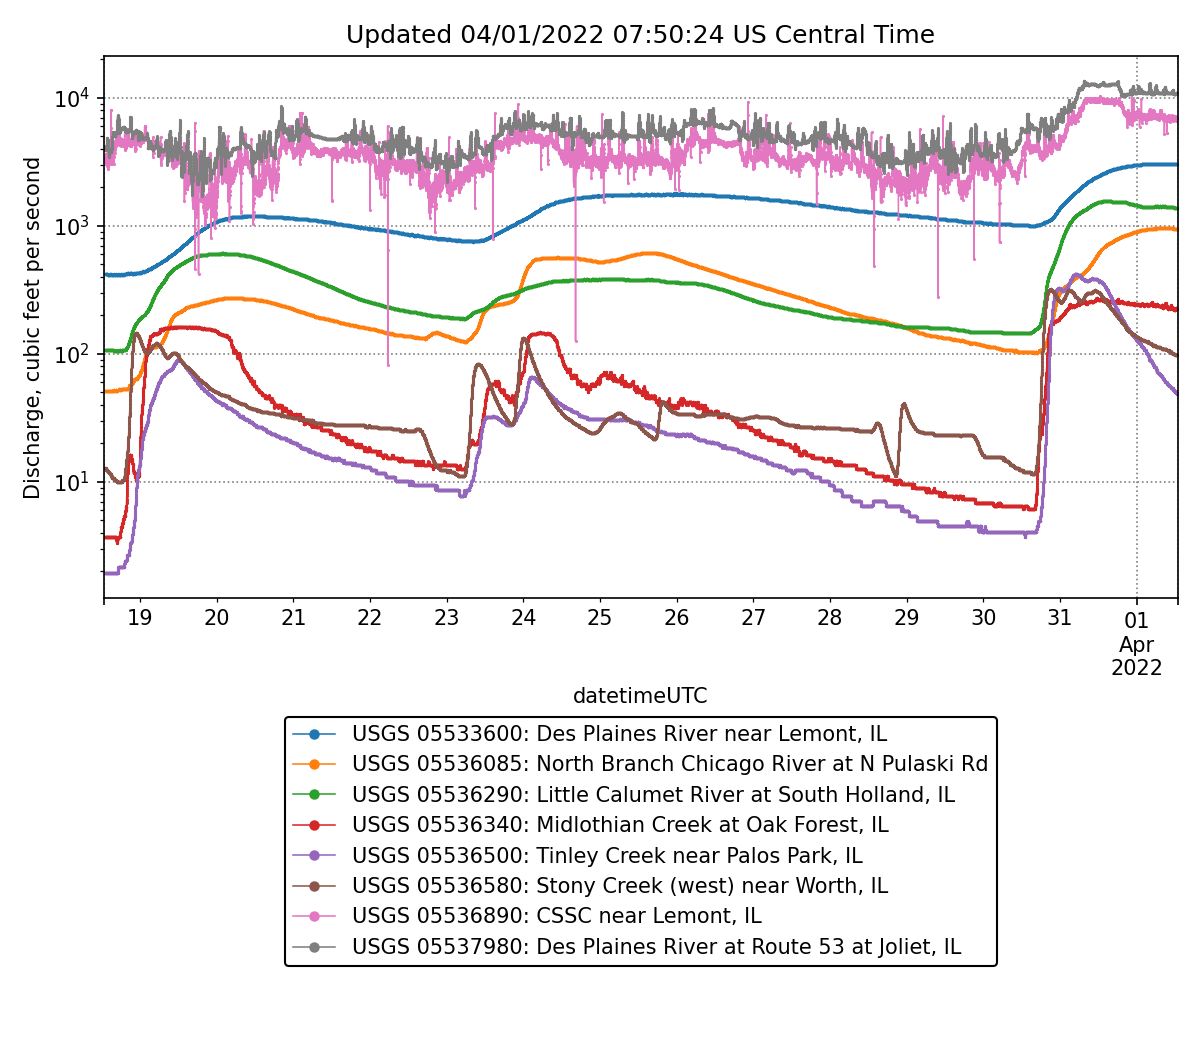 Updated 04/01/2022 07:50:24 US Central Time
Discharge, cubic feet per second
10^4
10^3
10^2
10^1
19 20 21 22 23 24 25 26 27 28 29 30 31 01
Apr
2022
datetimeUTC
USGS 05533600: Des Plaines River near Lemont, IL
USGS 05536085: North Branch Chicago River at N Pulaski Rd
USGS 05536290: Little Calumet River at South Holland, IL
USGS 05536340: Midlothian Creek at Oak Forest, IL
USGS 05536500: Tinley Creek near Palos Park, IL
USGS 05536580: Stony Creek (west) near Worth, IL
USGS 05536890: CSSC near Lemont, IL
USGS 05537980: Des Plaines River at Route 53 at Joliet, IL